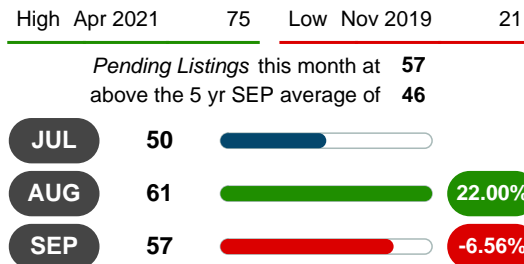 High Apr 2021 75 Low Nov 2019 21
Pending Listings this month at 57
above the 5 yr SEP average of 46
JUL 50
AUG 61 22.00%
SEP 57 -6.56%